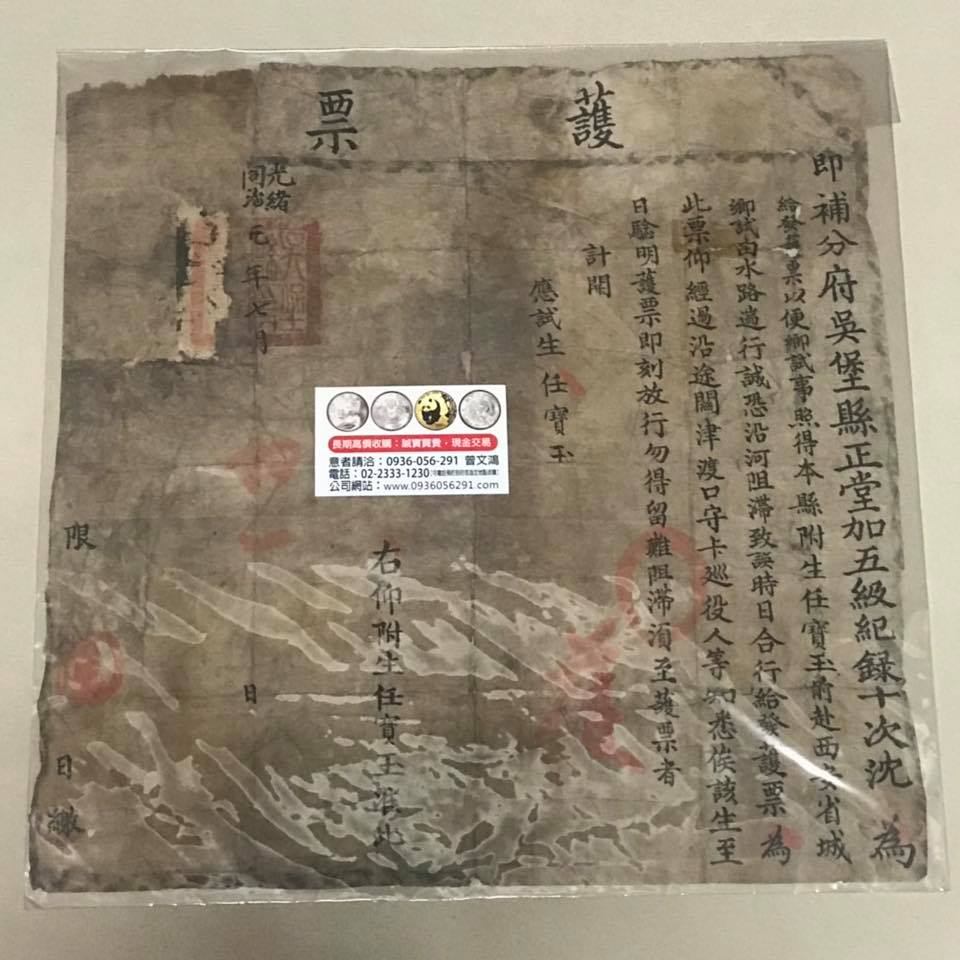 護票
即補分府吳堡縣正堂加五級紀錄十次沈 為
給發護票以便鄉試事照得本縣附生任寶玉前赴西安省城
鄉試由水路遄行誠恐沿河阻滯致誤時日合行給發護票為
此票仰經過沿途關津渡口守卡巡役人等知悉俟該生至
日驗明護票即刻放行勿得留難阻滯湏至護票者
計開
應試生任寶玉
右仰附生任寶玉准此
光緒
同治
元年七月
日
限
日
繳
長期高價收購:誠實買賣,現金交易
意者請洽:0936-056-291 曾文鴻
電話:02-2333-1230
公司網站:www.0936056291.com